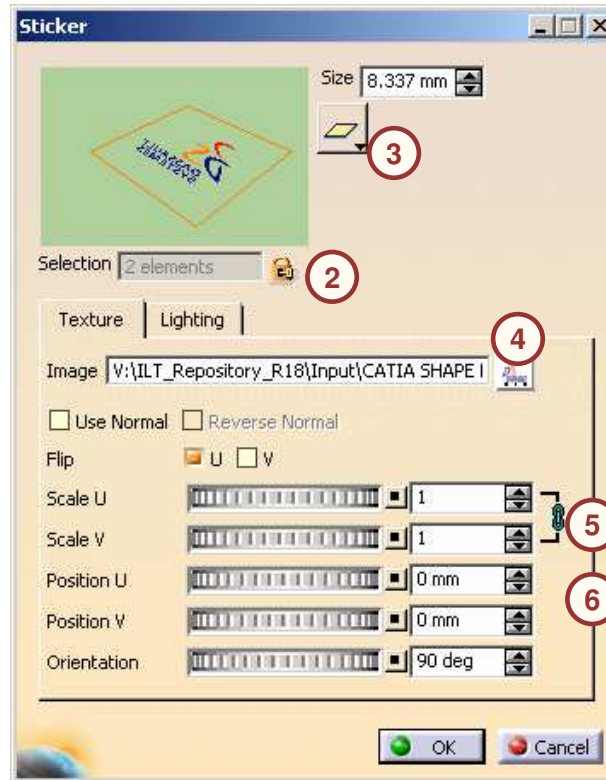 Sticker
Size 8,337 mm
3
Selection 2 elements
2
Texture Lighting
4
Image V:\ILT_Repository_R18\Input\CATIA SHAPE
Use Normal Reverse Normal
Flip U V
Scale U 1
5
Scale V 1
Position U 0 mm
6
Position V 0 mm
Orientation 90 deg
OK Cancel